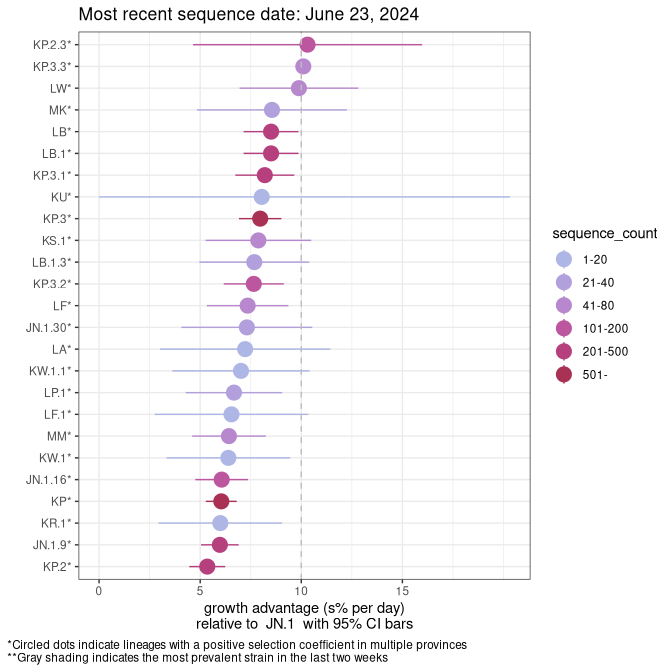 Most recent sequence date: June 23, 2024
KP.2.3*
KP.3.3*
LW*
MK*
LB*
LB.1*
KP.3.1*
KU*
KP.3*
KS.1*
LB.1.3*
KP.3.2*
LF*
JN.1.30*
LA*
KW.1.1*
LP.1*
LF.1*
MM*
KW.1*
JN.1.16*
KP*
KR.1*
JN.1.9*
KP.2*
0 5 10 15
growth advantage (s% per day)
relative to JN.1 with 95% CI bars
sequence_count
1-20
21-40
41-80
101-200
201-500
501-
*Circled dots indicate lineages with a positive selection coefficient in multiple provinces
**Gray shading indicates the most prevalent strain in the last two weeks